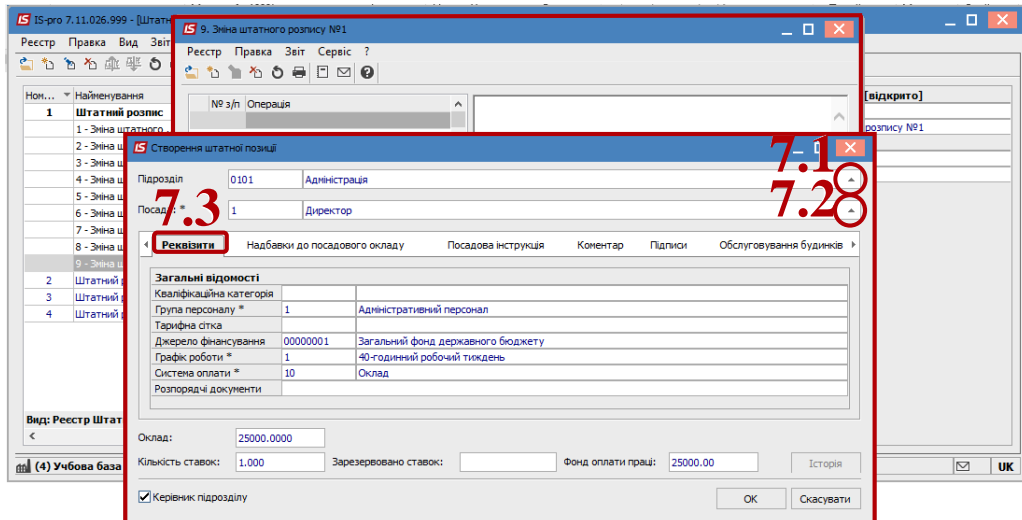 IS-pro 7.11.026.999 - [Штатн
Реєстр Правка Вид Звіт
Ном... Найменування
1 Штатний розпис
1 - Зміна штатного
2 - Зміна ш
3 - Зміна ш
4 - Зміна ш
5 - Зміна ш
6 - Зміна ш
7 - Зміна ш
8 - Зміна ш
9 - Зміна ш
2 Штатний р
3 Штатний р
4 Штатний р
Вид: Реєстр Штат
(4) Учбова база
[відкрито]
розпису №1
UK
9. Зміна штатного розпису №1
Реєстр Правка Звіт Сервіс ?
№ з/п Операція
Створення штатної позиції
7.1
Підрозділ 0101 Адміністрація
7.2
Посада: * 1 Директор
7.3
Реквізити Надбавки до посадового окладу Посадова інструкція Коментар Підписи Обслуговування будинків
Загальні відомості
Кваліфікаційна категорія
Група персоналу * 1 Адміністративний персонал
Тарифна сітка
Джерело фінансування 00000001 Загальний фонд державного бюджету
Графік роботи * 1 40-годинний робочий тиждень
Система оплати * 10 Оклад
Розпорядчі документи
Оклад: 25000.0000
Кількість ставок: 1.000 Зарезервовано ставок: Фонд оплати праці: 25000.00 Історія
Керівник підрозділу OK Скасувати